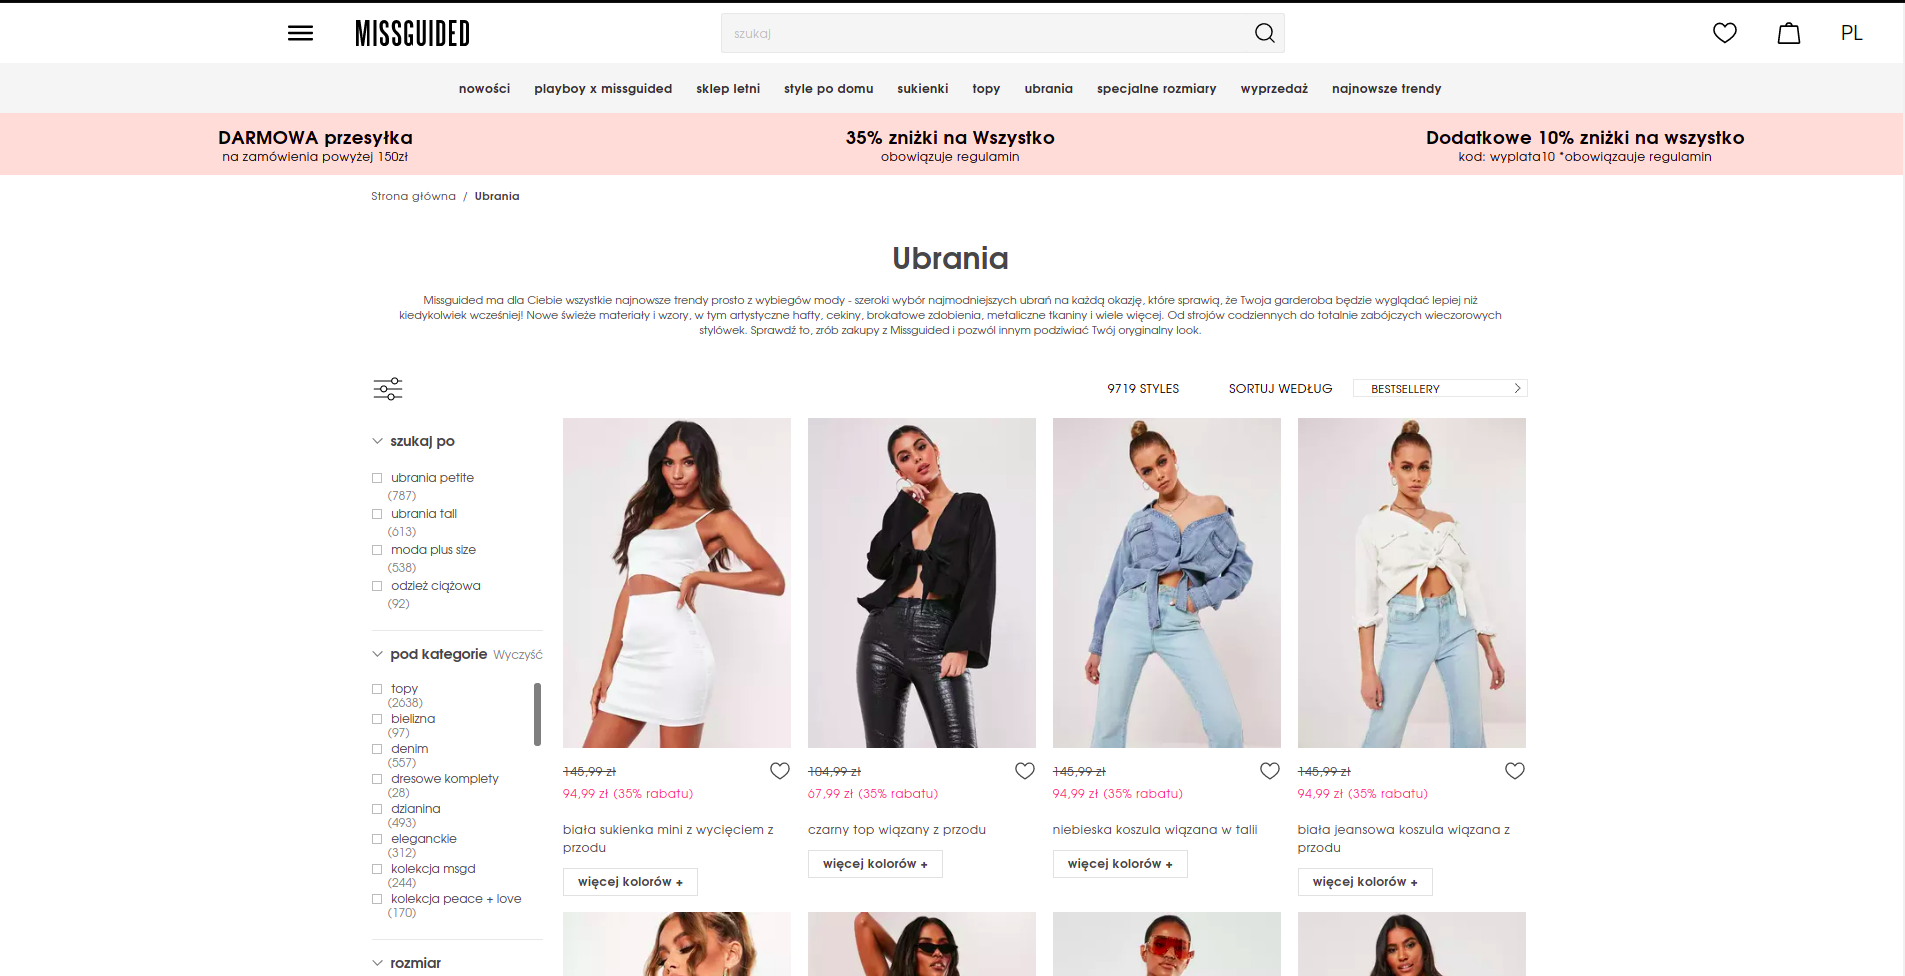 MISSGUIDED
szukaj
PL
nowości playboy x missguided sklep letni style po domu sukienki topy ubrania specjalne rozmiary wyprzedaż najnowsze trendy
DARMOWA przesyłka
na zamówienia powyżej 150zł
35% zniżki na Wszystko
obowiązuje regulamin
Dodatkowe 10% zniżki na wszystko
kod: wyplata10 *obowiązauje regulamin
Strona główna / Ubrania
Ubrania
Missguided ma dla Ciebie wszystkie najnowsze trendy prosto z wybiegów mody - szeroki wybór najmodniejszych ubrań na każdą okazję, które sprawią, że Twoja garderoba będzie wyglądać lepiej niż
kiedykolwiek wcześniej! Nowe świeże materiały i wzory, w tym artystyczne hafty, cekiny, brokatowe zdobienia, metaliczne tkaniny i wiele więcej. Od strojów codziennych do totalnie zabójczych wieczorowych
stylówek. Sprawdź to, zrób zakupy z Missguided i pozwól innym podziwiać Twój oryginalny look.
9719 STYLES SORTUJ WEDŁUG BESTSELLERY
szukaj po
ubrania petite
(787)
ubrania tall
(613)
moda plus size
(538)
odzież ciążowa
(92)
pod kategorie Wyczyść
topy
(2638)
bielizna
(97)
denim
(557)
dresowe komplety
(28)
dzianina
(493)
eleganckie
(312)
kolekcja msgd
(244)
kolekcja peace + love
(170)
rozmiar
145,99 zł
94,99 zł (35% rabatu)
biała sukienka mini z wycięciem z
przodu
więcej kolorów +
104,99 zł
67,99 zł (35% rabatu)
czarny top wiązany z przodu
więcej kolorów +
145,99 zł
94,99 zł (35% rabatu)
niebieska koszula wiązana w talii
więcej kolorów +
145,99 zł
94,99 zł (35% rabatu)
biała jeansowa koszula wiązana z
przodu
więcej kolorów +